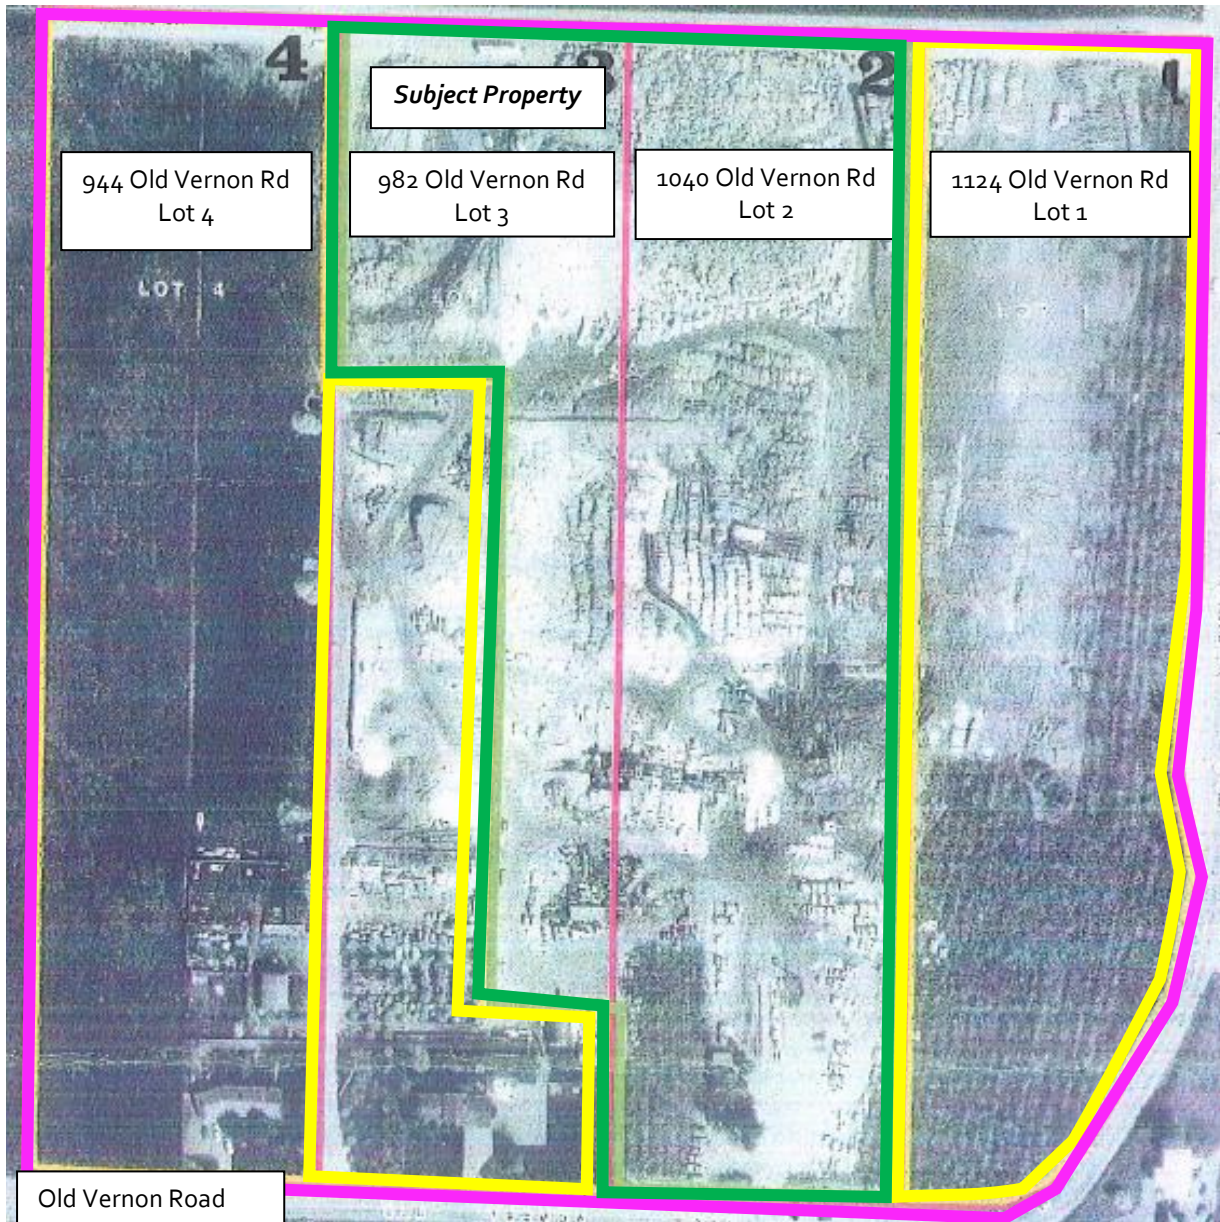 4
2
1
Subject Property
944 Old Vernon Rd
Lot 4
982 Old Vernon Rd
Lot 3
1040 Old Vernon Rd
Lot 2
1124 Old Vernon Rd
Lot 1
LOT 4
Old Vernon Road